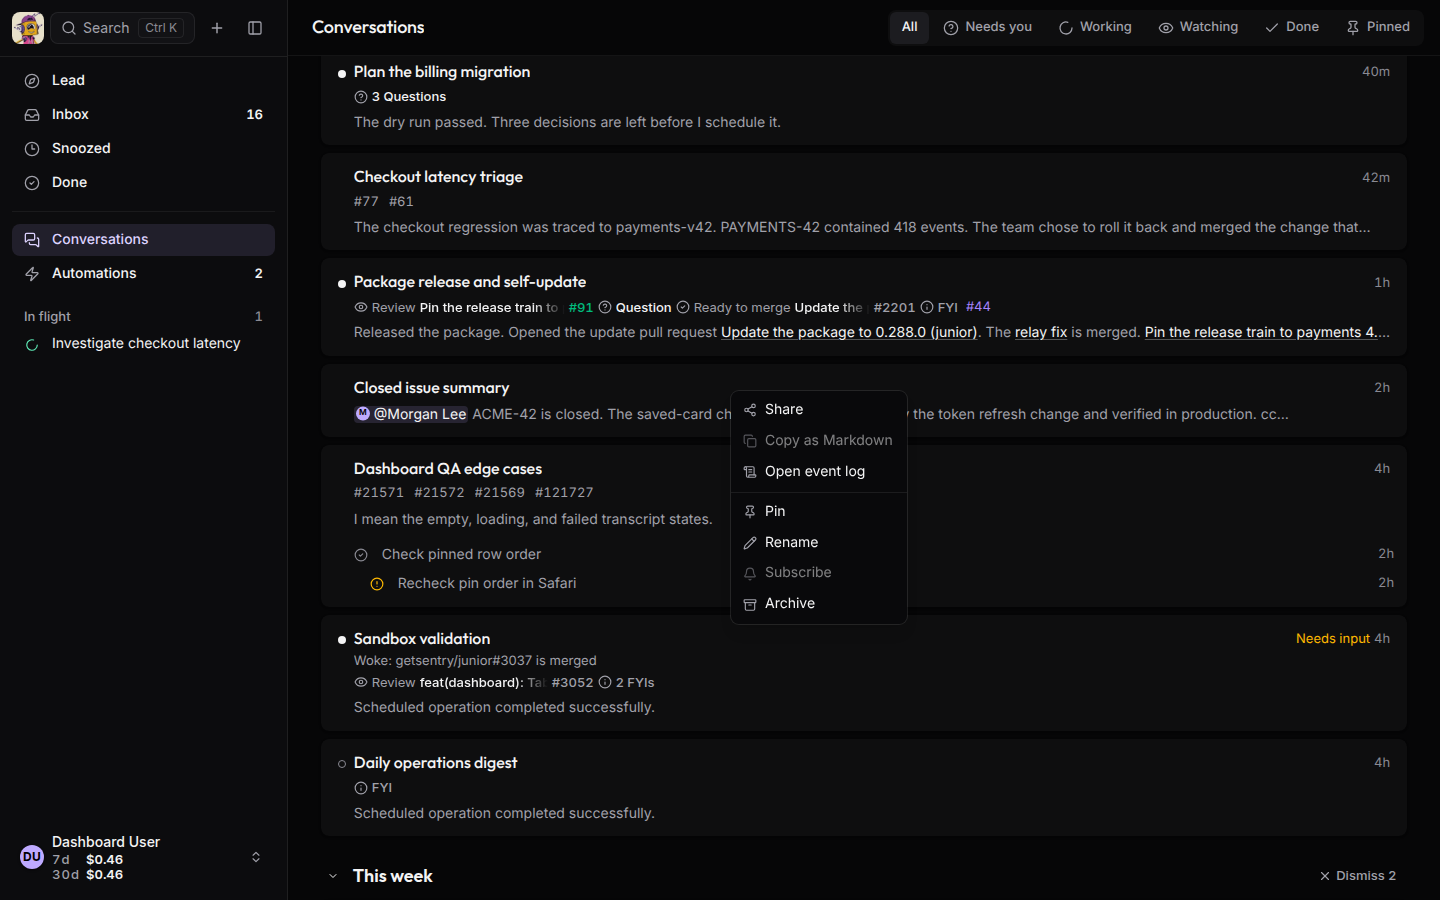 Search Ctrl K
Lead
Inbox 16
Snoozed
Done
Conversations
Automations 2
In flight 1
Investigate checkout latency
Dashboard User
7d $0.46
30d $0.46
DU
Conversations
All Needs you Working Watching Done Pinned
Plan the billing migration 40m
3 Questions
The dry run passed. Three decisions are left before I schedule it.
Checkout latency triage 42m
#77 #61
The checkout regression was traced to payments-v42. PAYMENTS-42 contained 418 events. The team chose to roll it back and merged the change that...
Package release and self-update 1h
Review Pin the release train to #91 Question Ready to merge Update the #2201 FYI #44
Released the package. Opened the update pull request Update the package to 0.288.0 (junior). The relay fix is merged. Pin the release train to payments 4....
Closed issue summary 2h
M @Morgan Lee ACME-42 is closed. The saved-card ch the token refresh change and verified in production. cc...
Share
Copy as Markdown
Open event log
Pin
Rename
Subscribe
Archive
Dashboard QA edge cases 4h
#21571 #21572 #21569 #121727
I mean the empty, loading, and failed transcript states.
Check pinned row order 2h
Recheck pin order in Safari 2h
Sandbox validation Needs input 4h
Woke: getsentry/junior#3037 is merged
Review feat(dashboard): Ta #3052 2 FYIs
Scheduled operation completed successfully.
Daily operations digest 4h
FYI
Scheduled operation completed successfully.
This week Dismiss 2